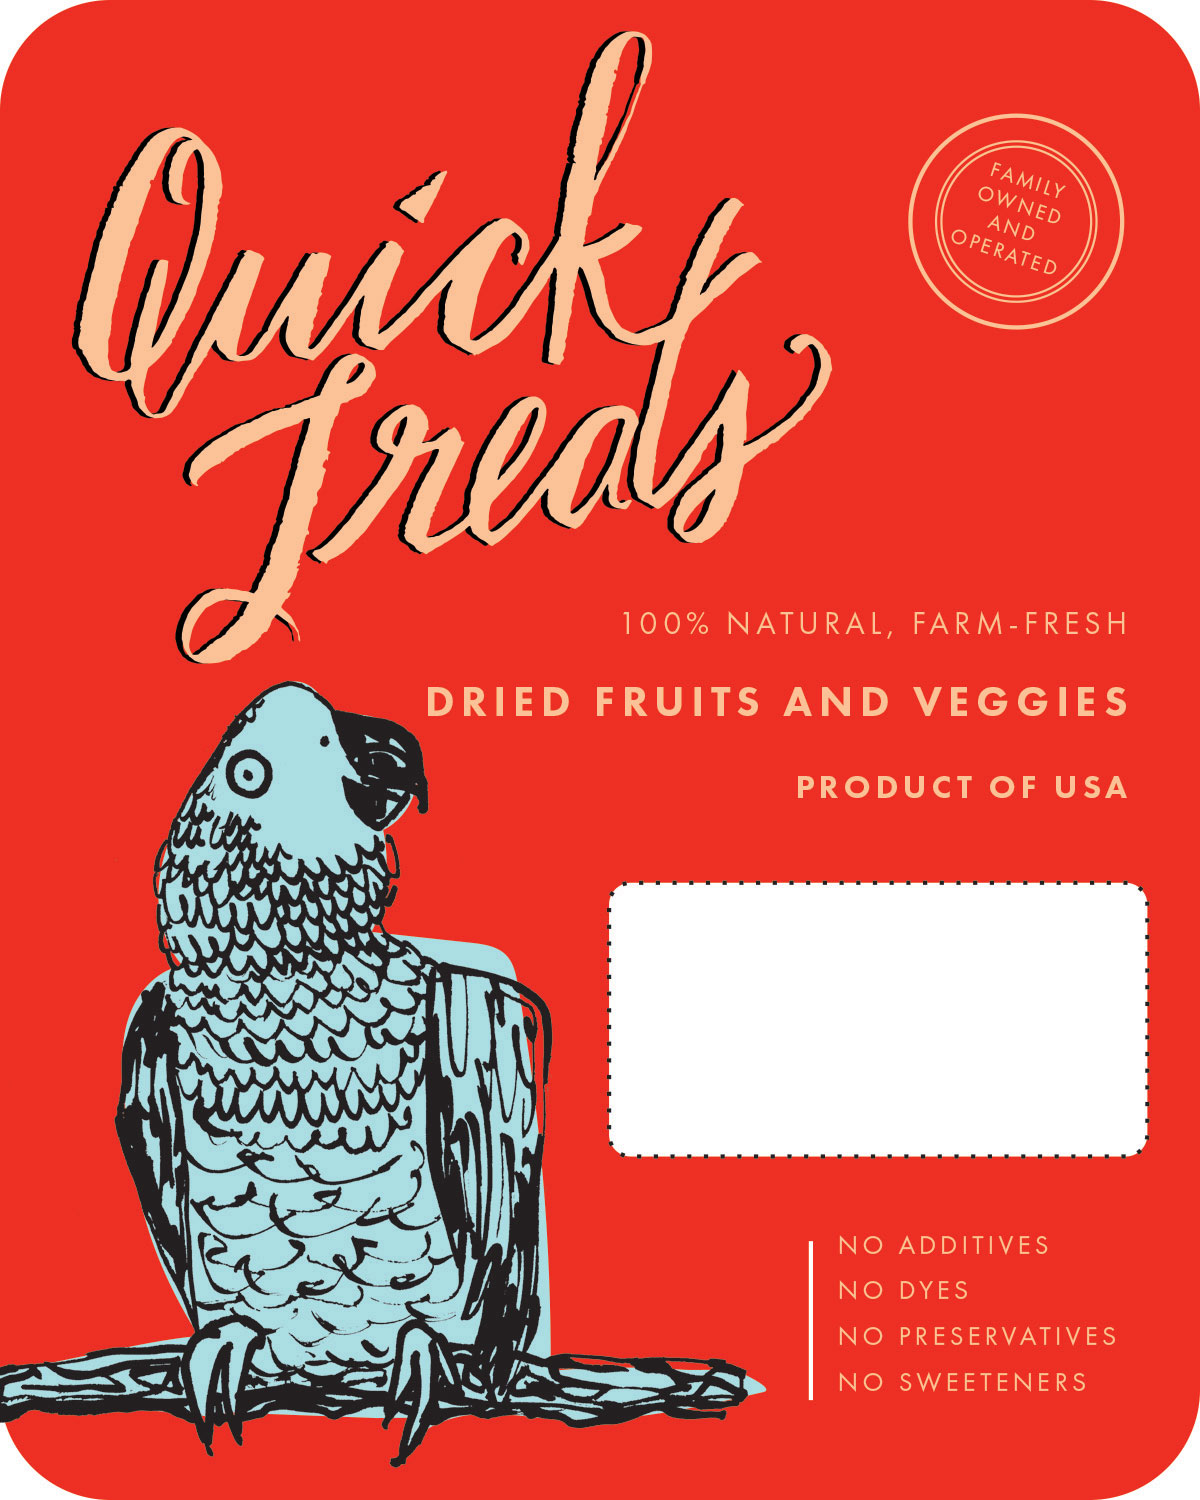 Quick
Treats
FAMILY
OWNED
AND
OPERATED
100% NATURAL, FARM-FRESH
DRIED FRUITS AND VEGGIES
PRODUCT OF USA
NO ADDITIVES
NO DYES
NO PRESERVATIVES
NO SWEETENERS